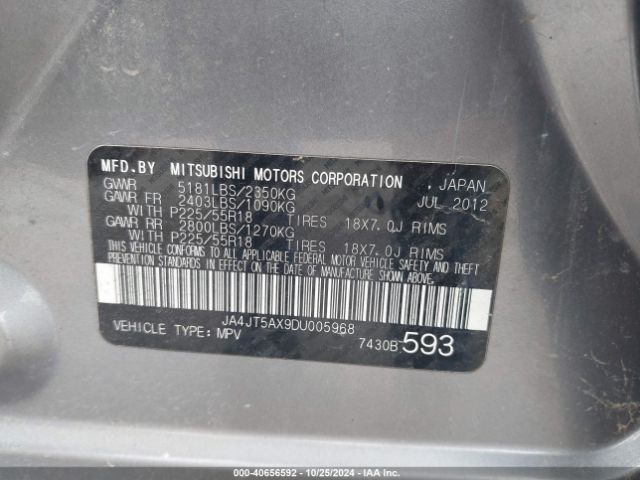 MFD.BY MITSUBISHI MOTORS CORPORATION , JAPAN
GVWR 5181LBS/2350KG JUL 2012
GAWR FR 2403LBS/1090KG
WITH P225/55R18 TIRES 18X7.0J RIMS
GAWR RR 2800LBS/1270KG
WITH P225/55R18 TIRES 18X7.0J RIMS
THIS VEHICLE CONFORMS TO ALL APPLICABLE FEDERAL MOTOR VEHICLE SAFETY AND THEFT
PREVENTION STANDARDS IN EFFECT ON THE DATE OF MANUFACTURE SHOWN ABOVE.
JA4JT5AX9DU005968
VEHICLE TYPE:MPV 7430B 593
000-40656592 - 10/25/2024 - IAA, Inc.